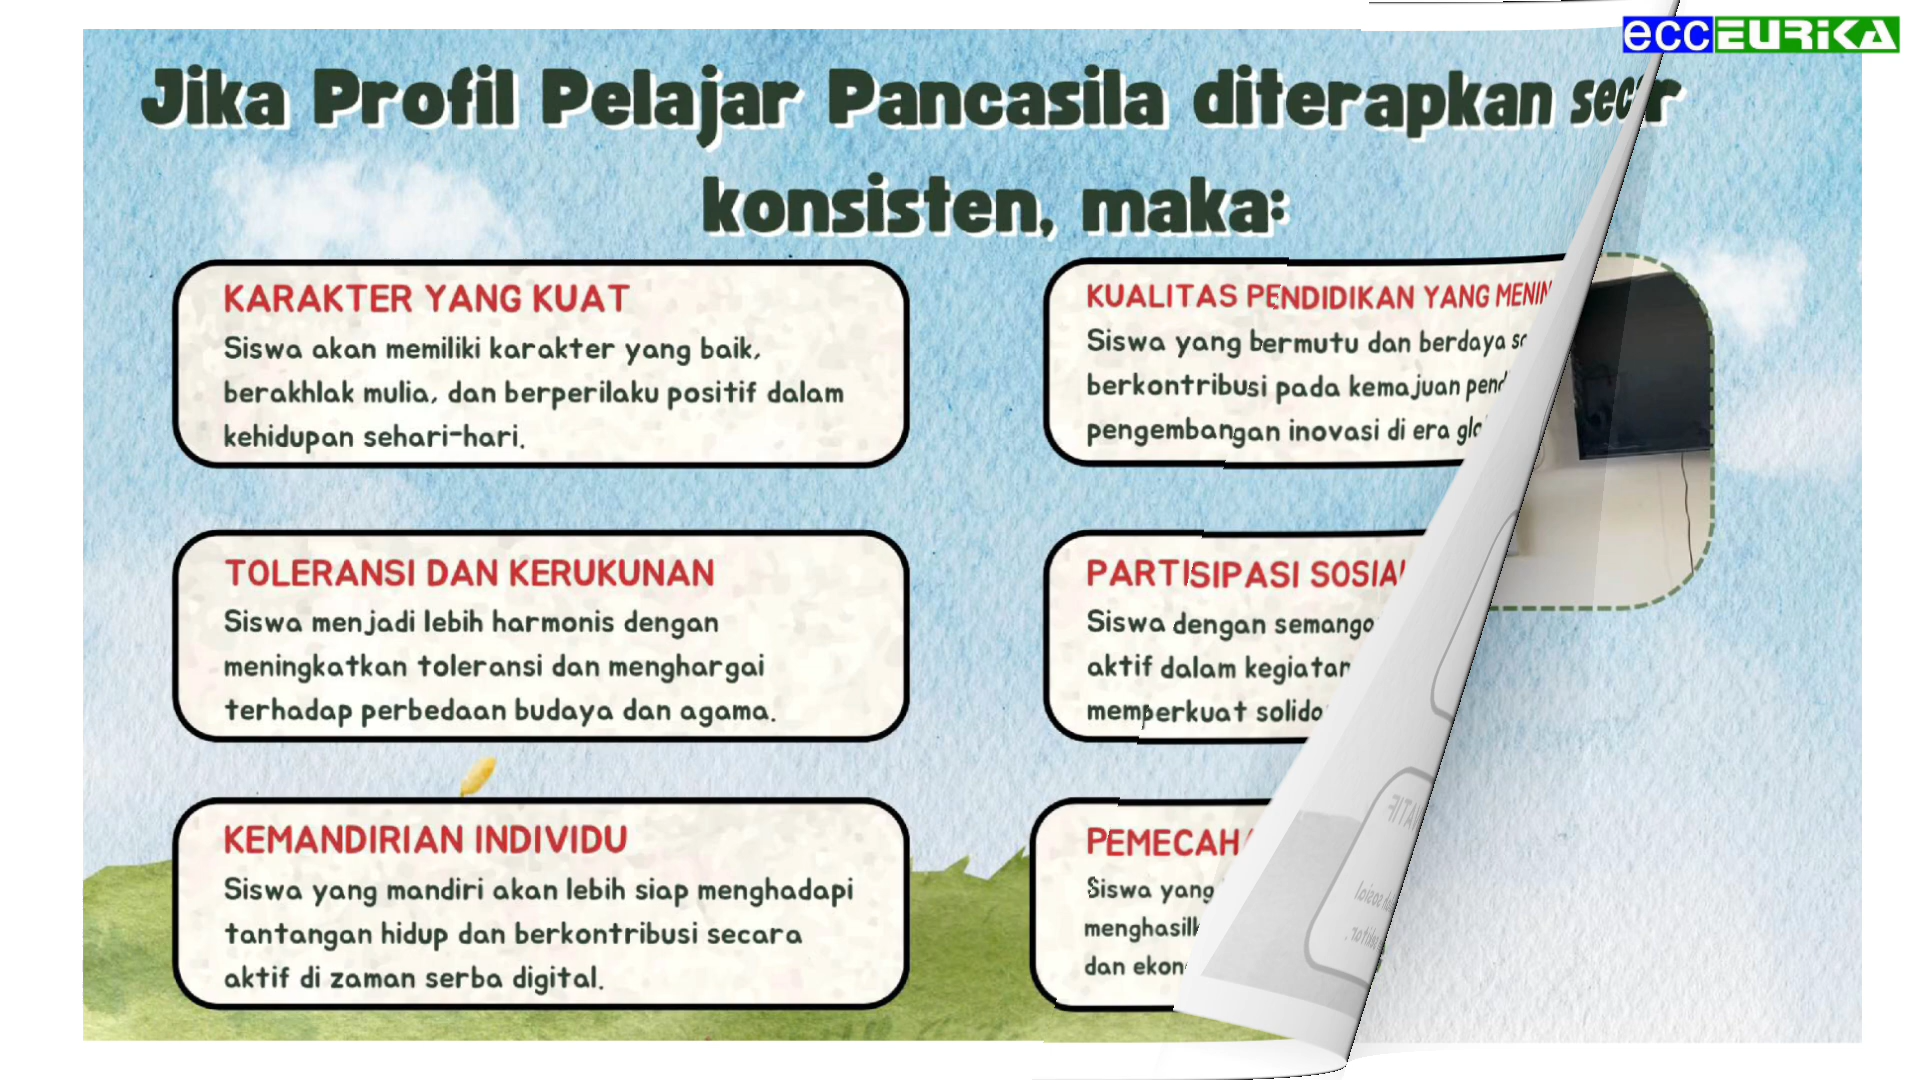 ecc EURiKA
Jika Profil Pelajar Pancasila diterapkan
konsisten, maka:
KARAKTER YANG KUAT
Siswa akan memiliki karakter yang baik,
berakhlak mulia, dan berperilaku positif dalam
kehidupan sehari-hari.
KUALITAS PENDIDIKAN YANG
Siswa yang bermutu dan berdaya
berkontribusi pada kemajuan
pengembangan inovasi di era
TOLERANSI DAN KERUKUNAN
Siswa menjadi lebih harmonis dengan
meningkatkan toleransi dan menghargai
terhadap perbedaan budaya dan agama.
PARTISIPASI SOSIAL
Siswa dengan
aktif dalam kegiatan
memperkuat
KEMANDIRIAN INDIVIDU
Siswa yang mandiri akan lebih siap menghadapi
tantangan hidup dan berkontribusi secara
aktif di zaman serba digital.
Siswa yang
dan